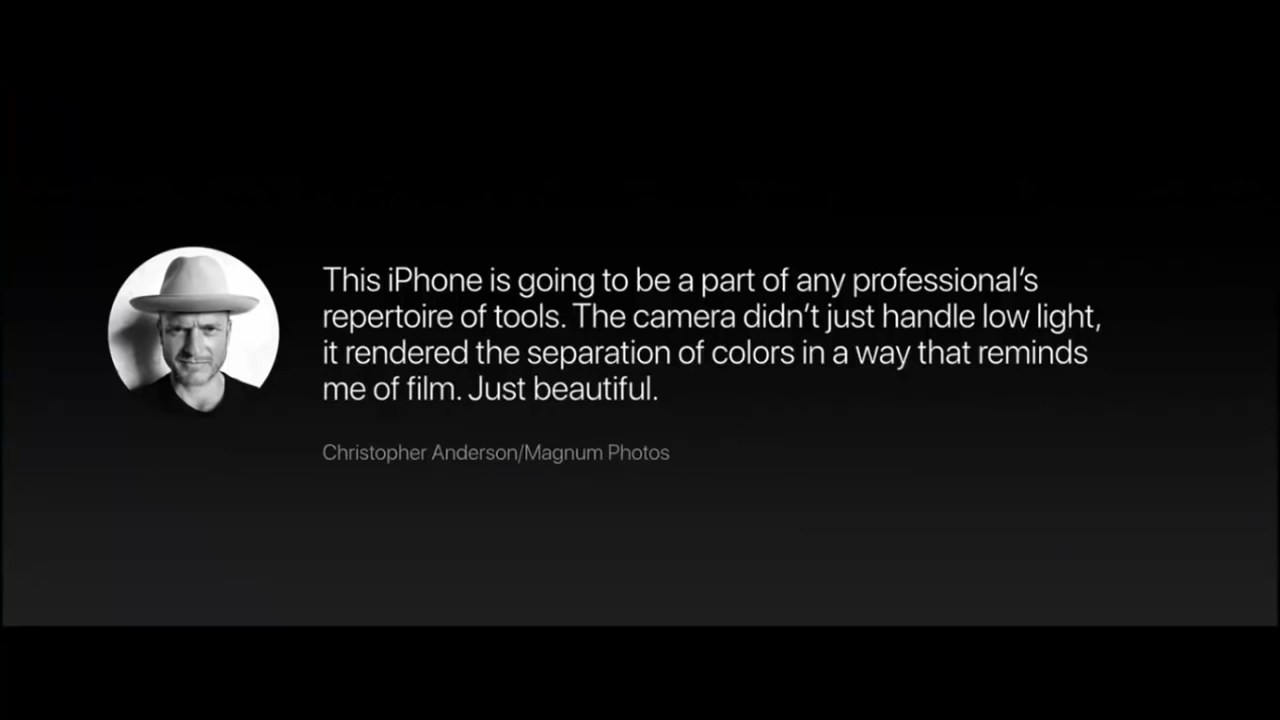 This iPhone is going to be a part of any professional’s
repertoire of tools. The camera didn’t just handle low light,
it rendered the separation of colors in a way that reminds
me of film. Just beautiful.
Christopher Anderson/Magnum Photos